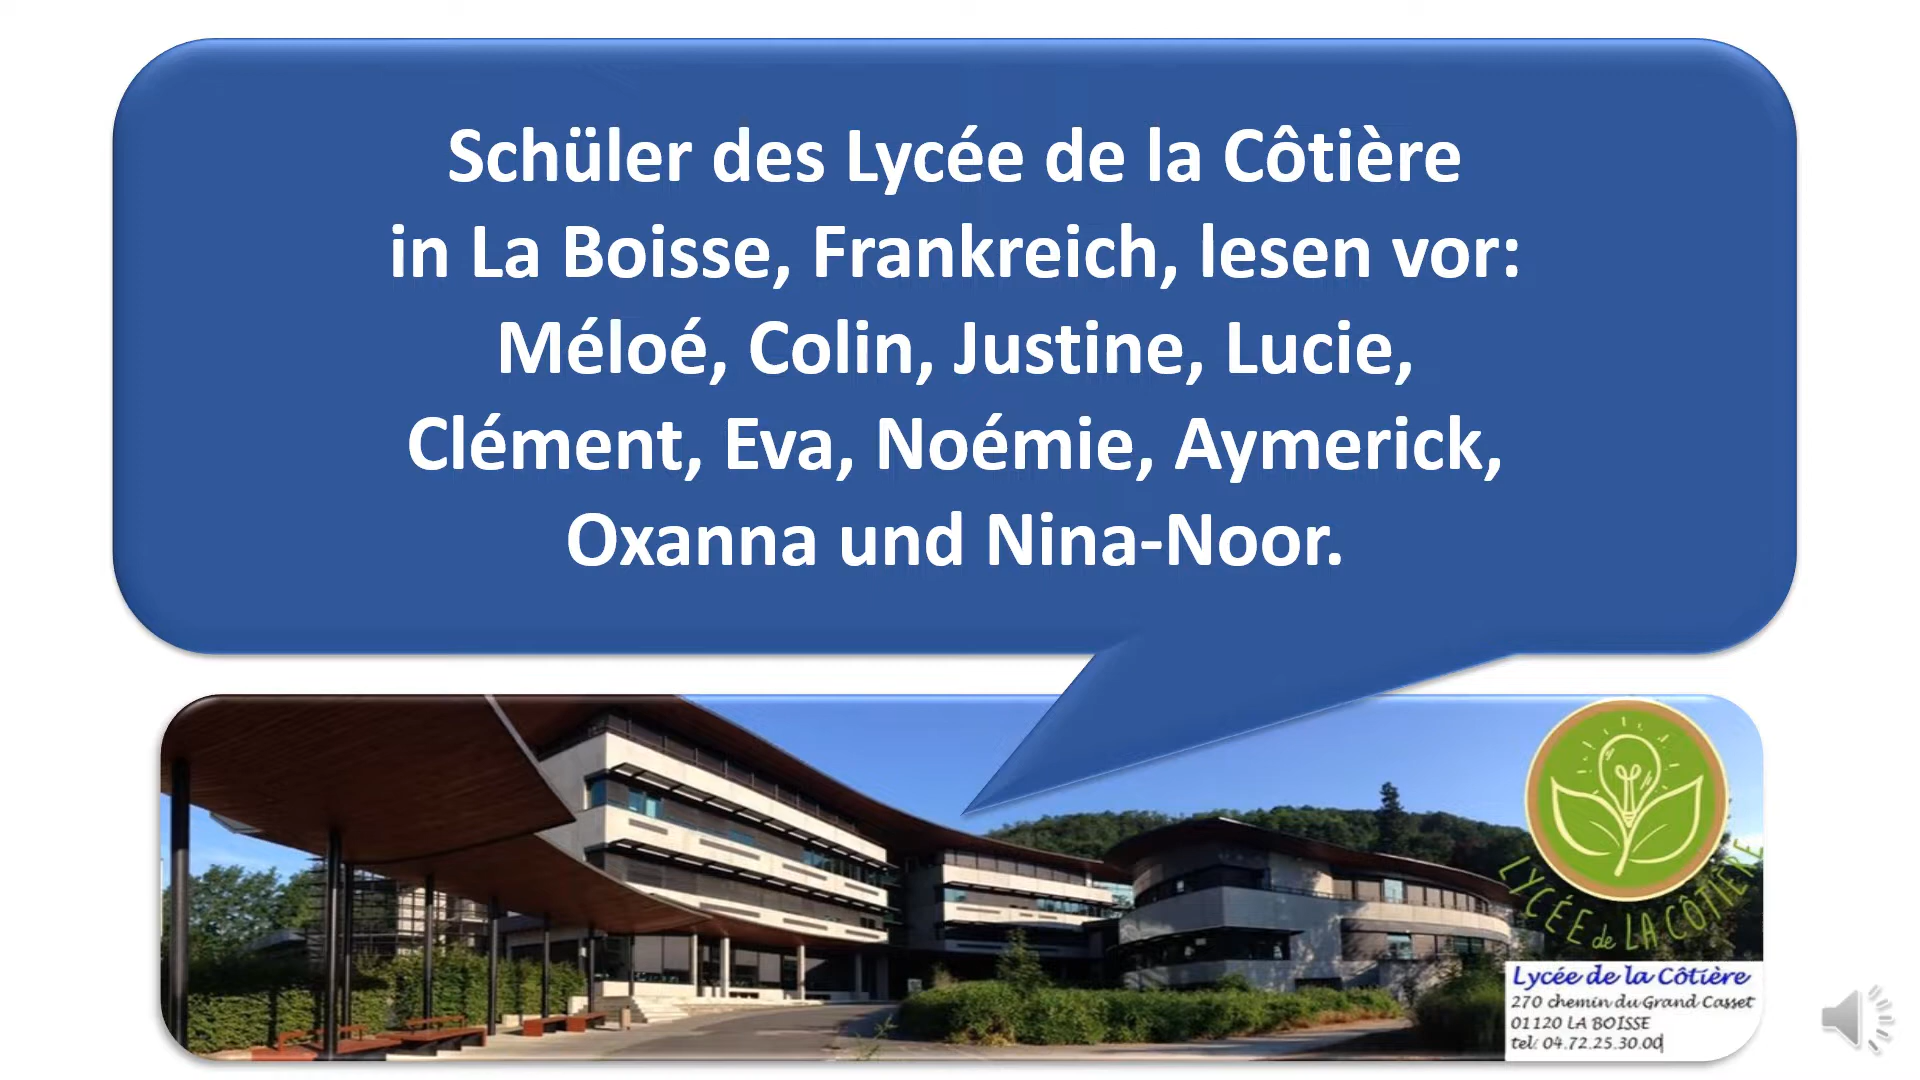 Schüler des Lycée de la Côtière
in La Boisse, Frankreich, lesen vor:
Méloé, Colin, Justine, Lucie,
Clément, Eva, Noémie, Aymerick,
Oxanna und Nina-Noor.
LYCÉE de LA CÔTIÈRE
Lycée de la Côtière
270 chemin du Grand Casset
01120 LA BOISSE
tel: 04.72.25.30.00